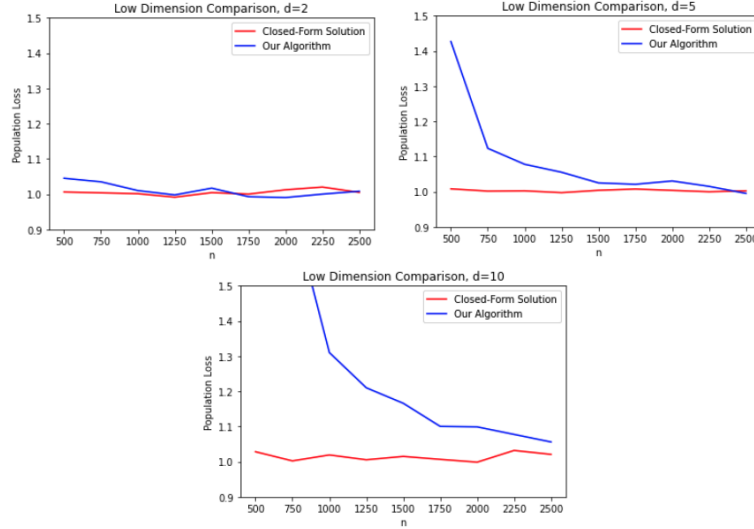 Low Dimension Comparison, d=2
1.5
1.4
1.3
1.2
1.1
1.0
0.9
Population Loss
Closed-Form Solution
Our Algorithm
500 750 1000 1250 1500 1750 2000 2250 2500
n
Low Dimension Comparison, d=5
1.5
1.4
1.3
1.2
1.1
1.0
0.9
Population Loss
Closed-Form Solution
Our Algorithm
500 750 1000 1250 1500 1750 2000 2250 2500
n
Low Dimension Comparison, d=10
1.5
1.4
1.3
1.2
1.1
1.0
0.9
Population Loss
Closed-Form Solution
Our Algorithm
500 750 1000 1250 1500 1750 2000 2250 2500
n